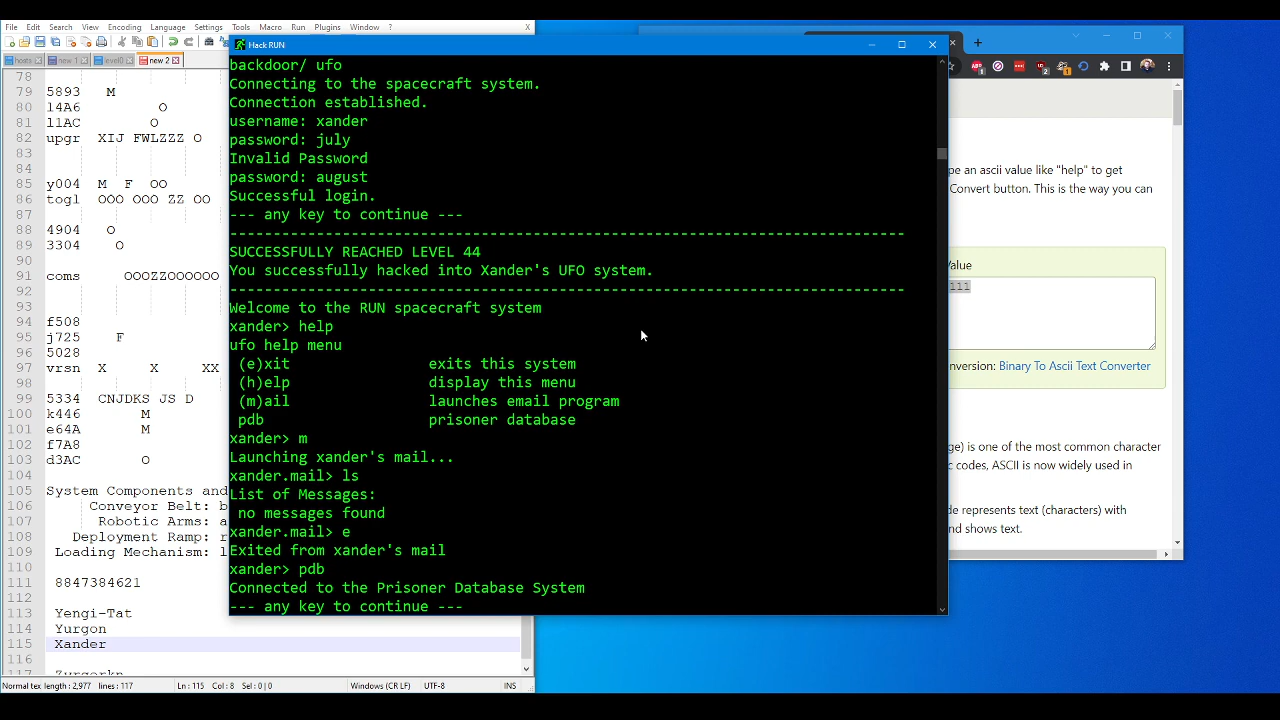 File Edit Search View Encoding Language Settings Tools Macro Run Plugins Window ? X
new 1 level0 new 2
78
79 5893 M
80 14A6 O
81 11AC O
82 upgr XIJ FWLZZZ O
83
84
85 y004 M F OO
86 togl OOO OOO ZZ OO
87
88 4904 O
89 3304 O
90
91 coms OOOZZOOOOOO
92
93
94 f508
95 j725 F
96 5028
97 vrsn X X XX
98
99 5334 CNJDKS JS D
100 k446 M
101 e64A M
102 f7A8
103 d3AC O
104
105 System Components and
106 Conveyor Belt: b
107 Robotic Arms: a
108 Deployment Ramp: r
109 Loading Mechanism: l
110
111 8847384621
112
113 Yengi-Tat
114 Yurgon
115 Xander
116
117 Zurgorkn
Normal tex length : 2,977 lines : 117 Ln : 115 Col : 8 Sel : 0 | 0 Windows (CR LF) UTF-8 INS
Hack RUN
backdoor/ ufo
Connecting to the spacecraft system.
Connection established.
username: xander
password: july
Invalid Password
password: august
Successful login.
--- any key to continue ---
------------------------------------------------------------------------------
SUCCESSFULLY REACHED LEVEL 44
You successfully hacked into Xander's UFO system.
------------------------------------------------------------------------------
Welcome to the RUN spacecraft system
xander> help
ufo help menu
(e)xit exits this system
(h)elp display this menu
(m)ail launches email program
pdb prisoner database
xander> m
Launching xander's mail...
xander.mail> ls
List of Messages:
no messages found
xander.mail> e
Exited from xander's mail
xander> pdb
Connected to the Prisoner Database System
--- any key to continue ---
pe an ascii value like "help" to get
Convert button. This is the way you can
Value
111
nversion: Binary To Ascii Text Converter
ge) is one of the most common character
c codes, ASCII is now widely used in
de represents text (characters) with
nd shows text.